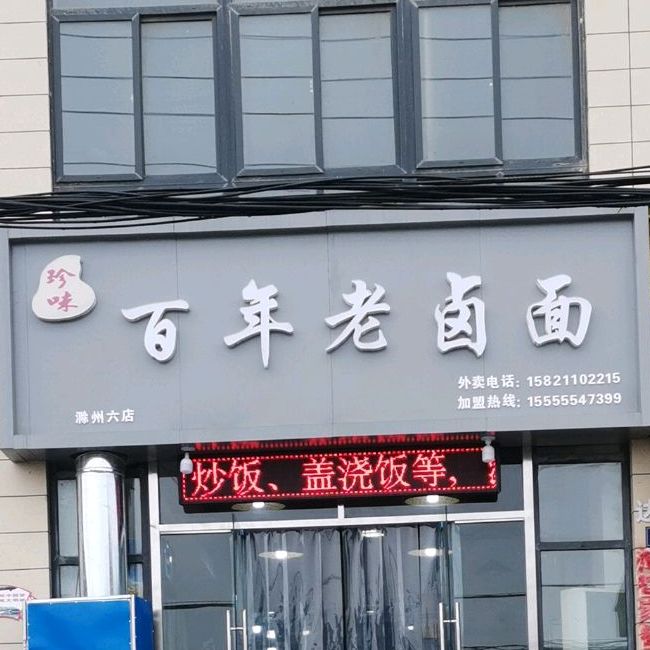 珍
味
百年老卤面
外卖电话: 15821102215
加盟热线: 15555547399
滁州六店
炒饭、盖浇饭等,